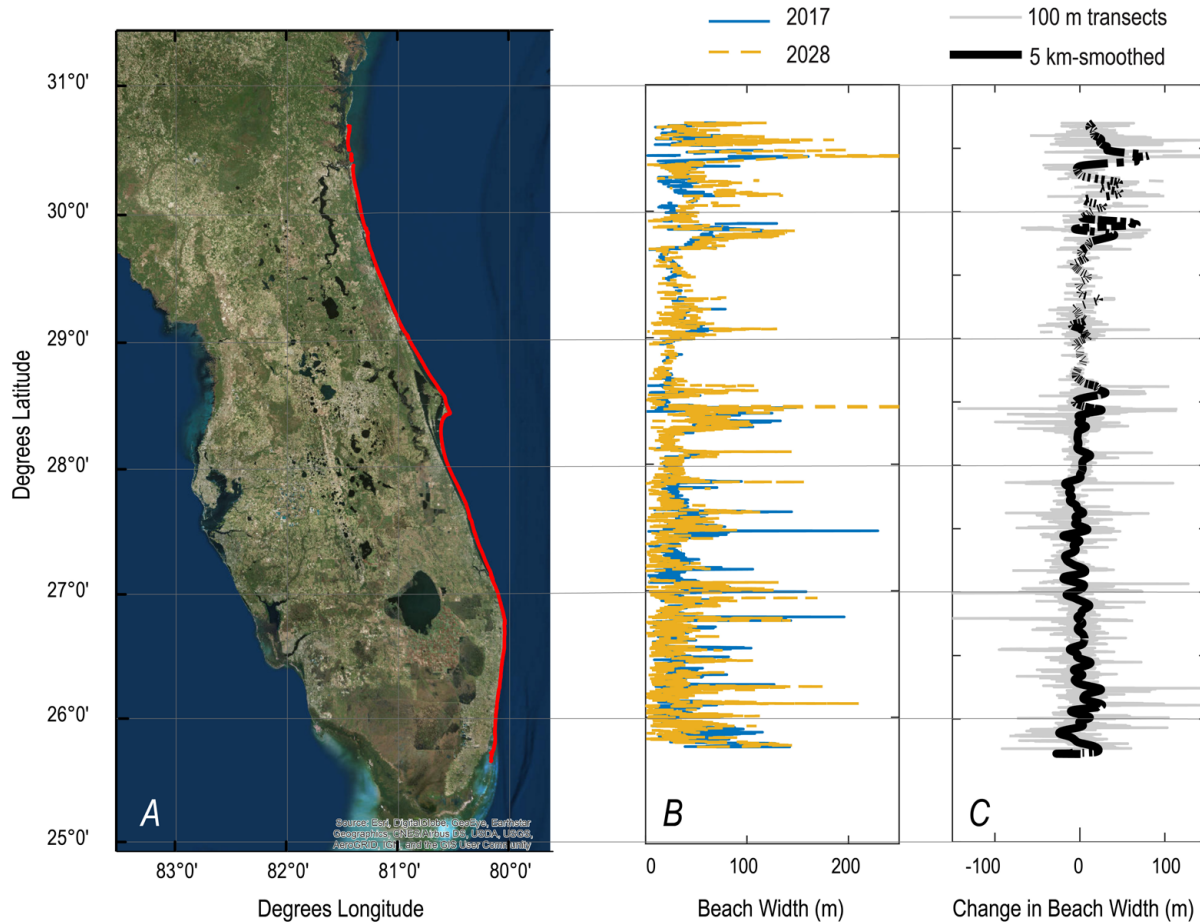 2017
2028
100 m transects
5 km-smoothed
31°0'
30°0'
29°0'
28°0'
27°0'
26°0'
25°0'
Degrees Latitude
A
Source: Esri, DigitalGlobe, GeoEye, Earthstar
Geographics, CNES/Airbus DS, USDA, USGS,
AeroGRID, IGN, and the GIS User Community
83°0'
82°0'
81°0'
80°0'
Degrees Longitude
B
0
100
200
Beach Width (m)
C
-100
0
100
Change in Beach Width (m)